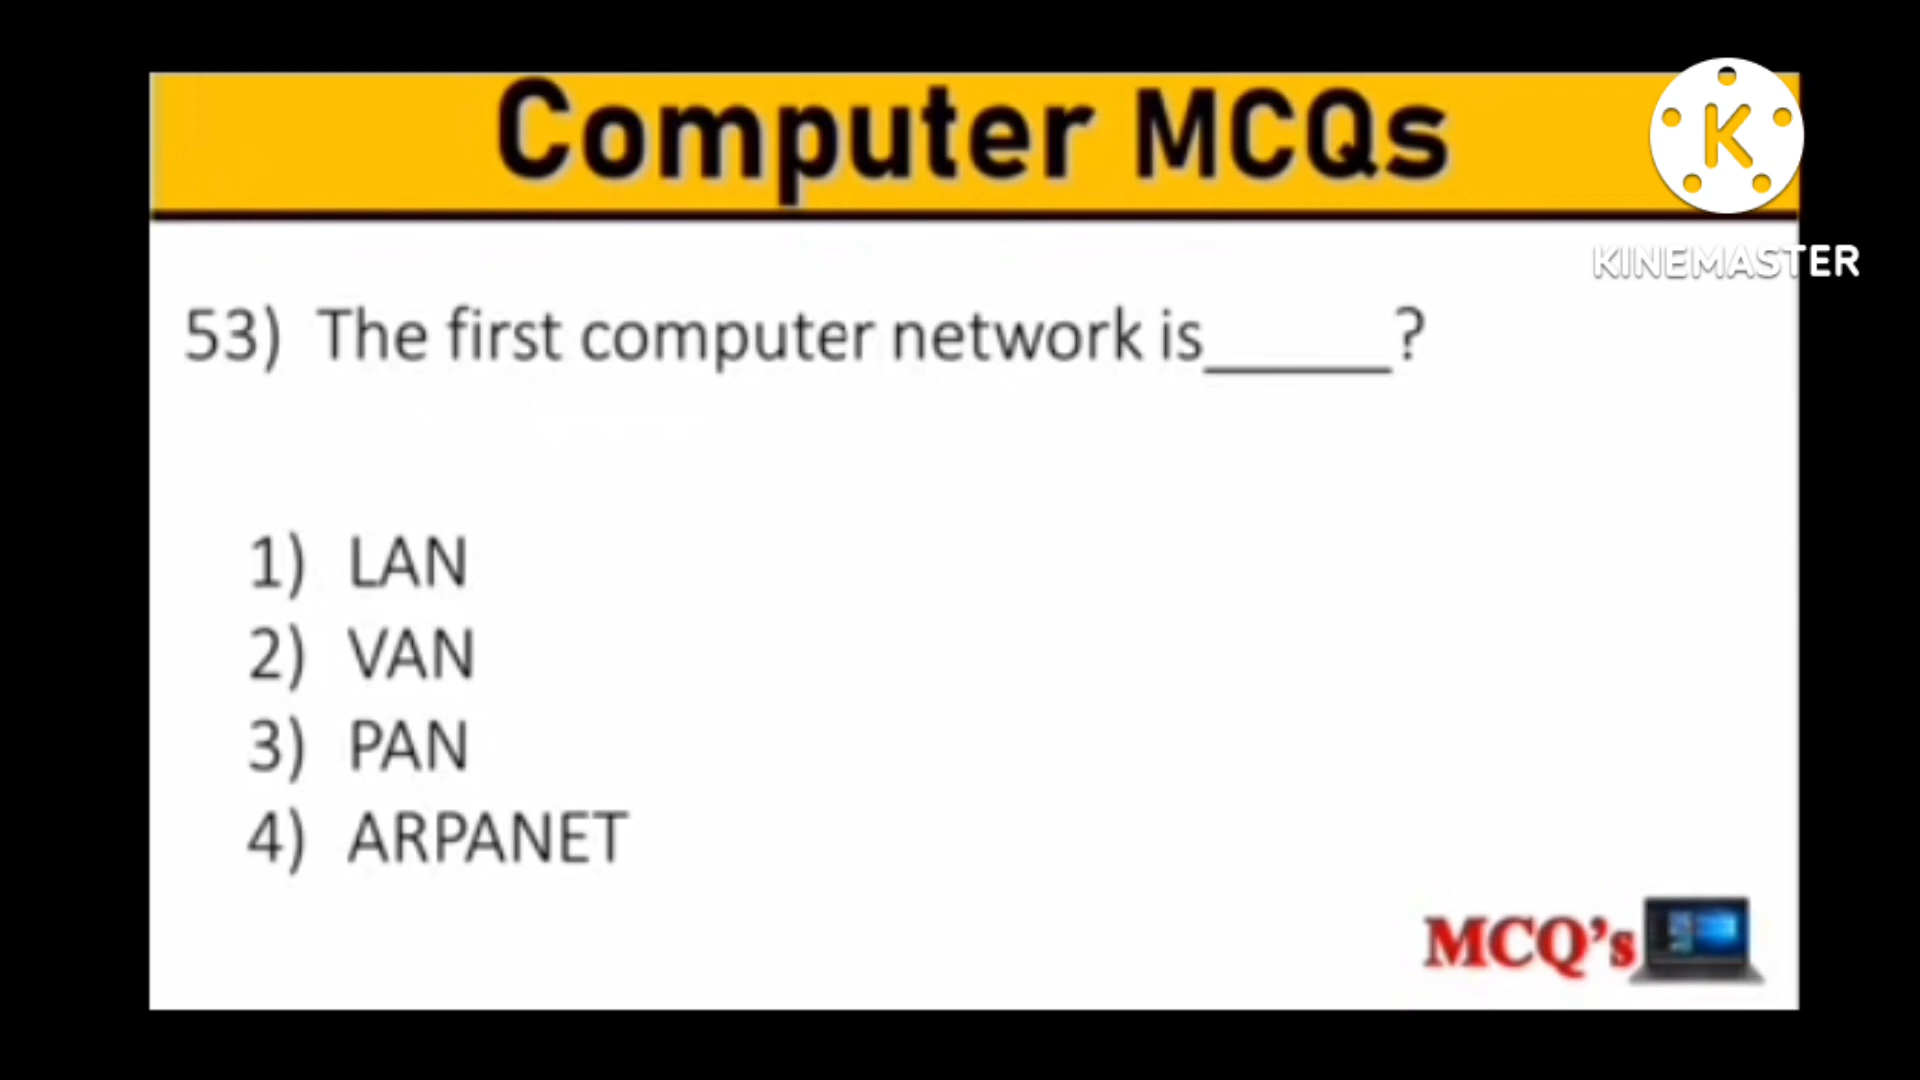 Computer MCQs
K
KINEMASTER
53) The first computer network is______?
1) LAN
2) VAN
3) PAN
4) ARPANET
MCQ's